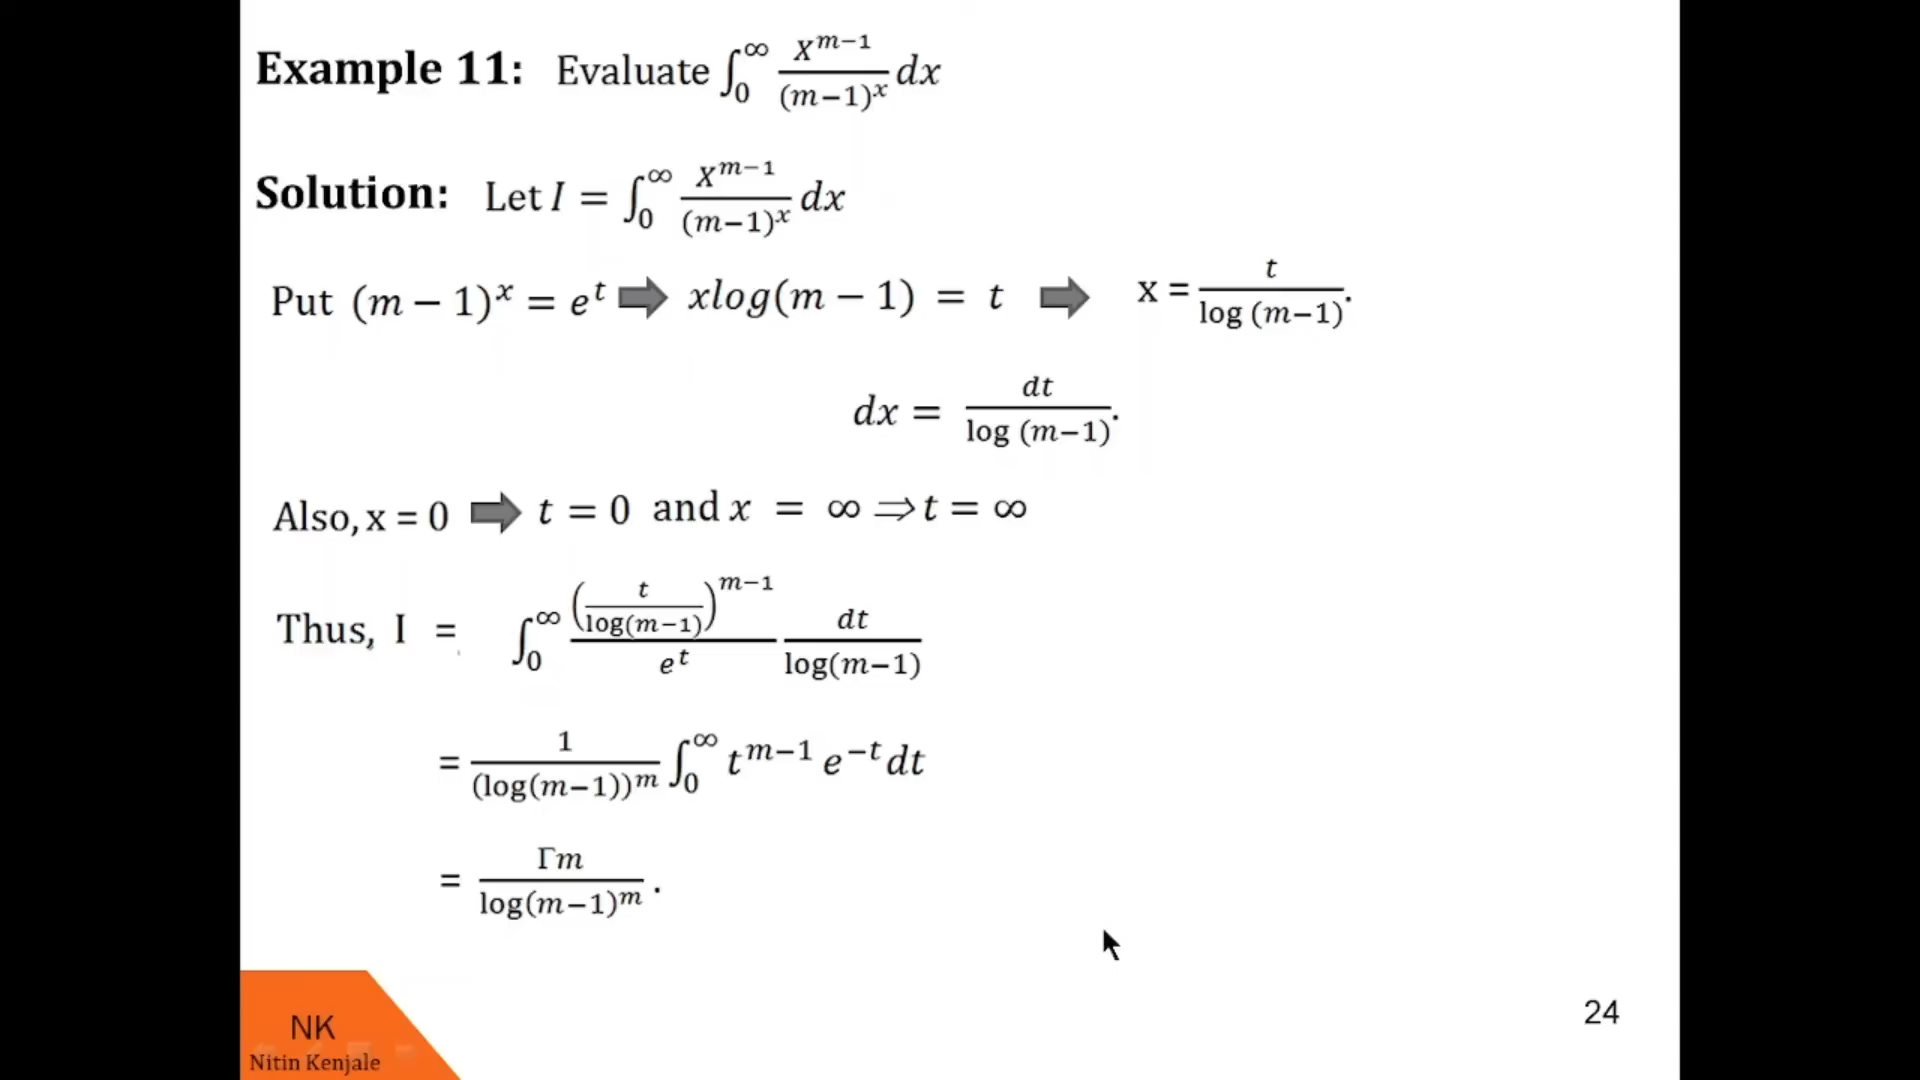 Example 11: Evaluate ∫₀^∞ x^{m−1}/(m−1)^x dx
Solution: Let I = ∫₀^∞ x^{m−1}/(m−1)^x dx
Put (m − 1)^x = e^t ➡ xlog(m − 1) = t ➡ x = t/log (m−1).
dx = dt/log (m−1).
Also, x = 0 ➡ t = 0 and x = ∞ ⇒ t = ∞
Thus, I = ∫₀^∞ (t/log(m−1))^{m−1}/e^t dt/log(m−1)
= 1/(log(m−1))^m ∫₀^∞ t^{m−1} e^{−t} dt
= Γm/log(m−1)^m .
NK
Nitin Kenjale
24